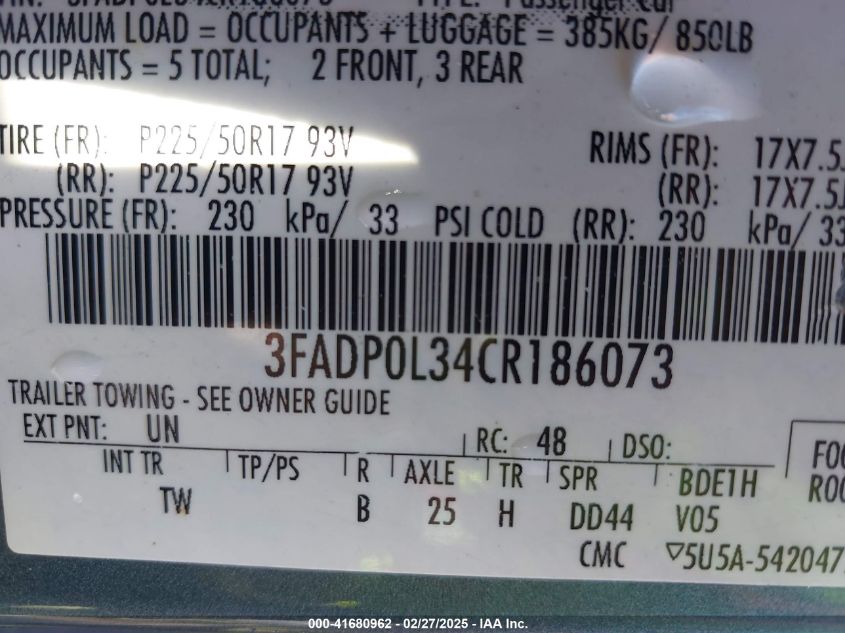 TYPE: Passenger car
MAXIMUM LOAD = OCCUPANTS + LUGGAGE = 385KG/ 850LB
OCCUPANTS = 5 TOTAL; 2 FRONT, 3 REAR
TIRE (FR): P225/50R17 93V RIMS (FR): 17X7.5J
(RR): P225/50R17 93V (RR): 17X7.5J
PRESSURE (FR): 230 kPa/ 33 PSI COLD (RR): 230 kPa/ 33
3FADP0L34CR186073
TRAILER TOWING - SEE OWNER GUIDE
EXT PNT: UN RC: 48 DSO:
INT TR TP/PS R AXLE TR SPR BDE1H
TW B 25 H DD44 V05
CMC ▽5U5A-542047
000-41680962 - 02/27/2025 - IAA Inc.